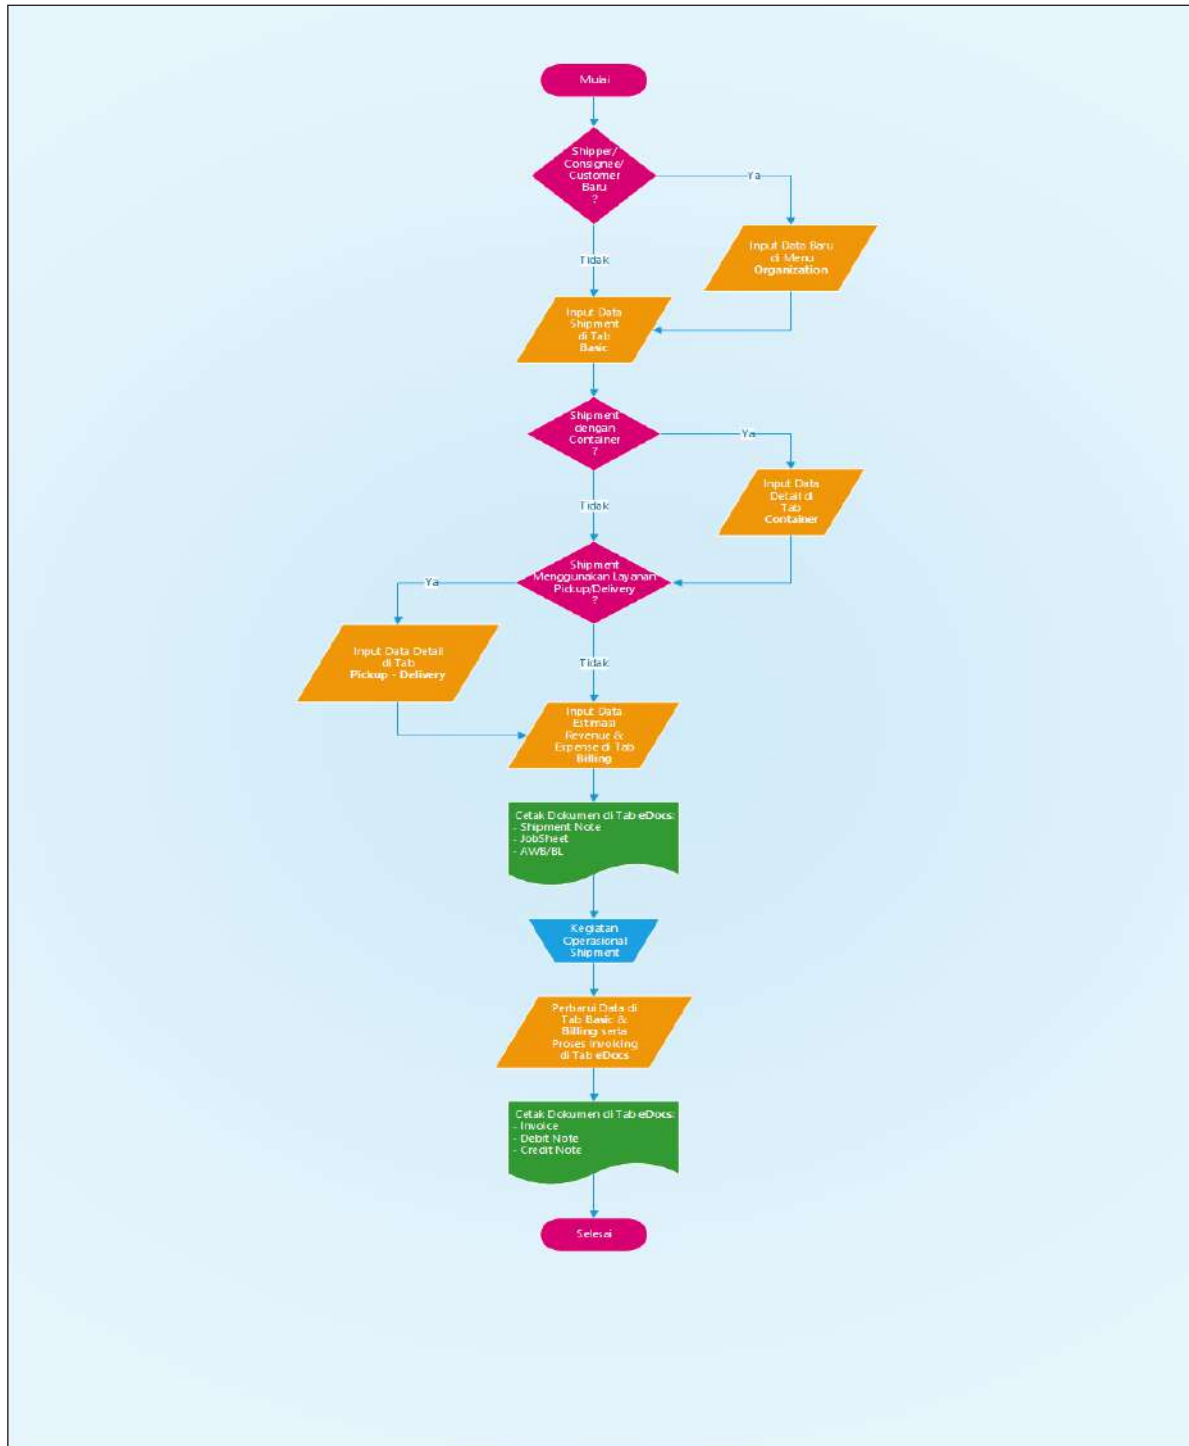 Mulai
Shipper/
Consignee/
Customer
Baru
?
Ya
Input Data Baru
di Menu
Organization
Tidak
Input Data
Shipment
di Tab
Basic
Shipment
dengan
Container
?
Ya
Input Data
Detail di
Tab
Container
Tidak
Shipment
Menggunakan Layanan
Pickup/Delivery
?
Ya
Input Data Detail
di Tab
Pickup - Delivery
Tidak
Input Data
Estimasi
Revenue &
Expense di Tab
Billing
Cetak Dokumen di Tab eDocs:
- Shipment Note
- JobSheet
- AWB/BL
Kegiatan
Operasional
Shipment
Perbarui Data di
Tab Basic &
Billing serta
Proses Invoicing
di Tab eDocs
Cetak Dokumen di Tab eDocs:
- Invoice
- Debit Note
- Credit Note
Selesai